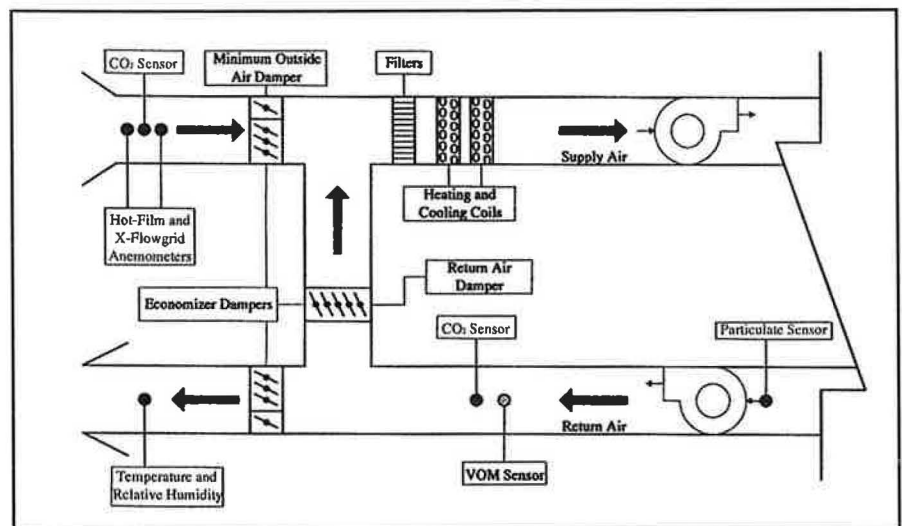 CO₂ Sensor
Minimum Outside
Air Damper
Filters
Supply Air
Hot-Film and
X-Flowgrid
Anemometers
Heating and
Cooling Coils
Return Air
Damper
Economizer Dampers
CO₂ Sensor
Particulate Sensor
Return Air
Temperature and
Relative Humidity
VOM Sensor